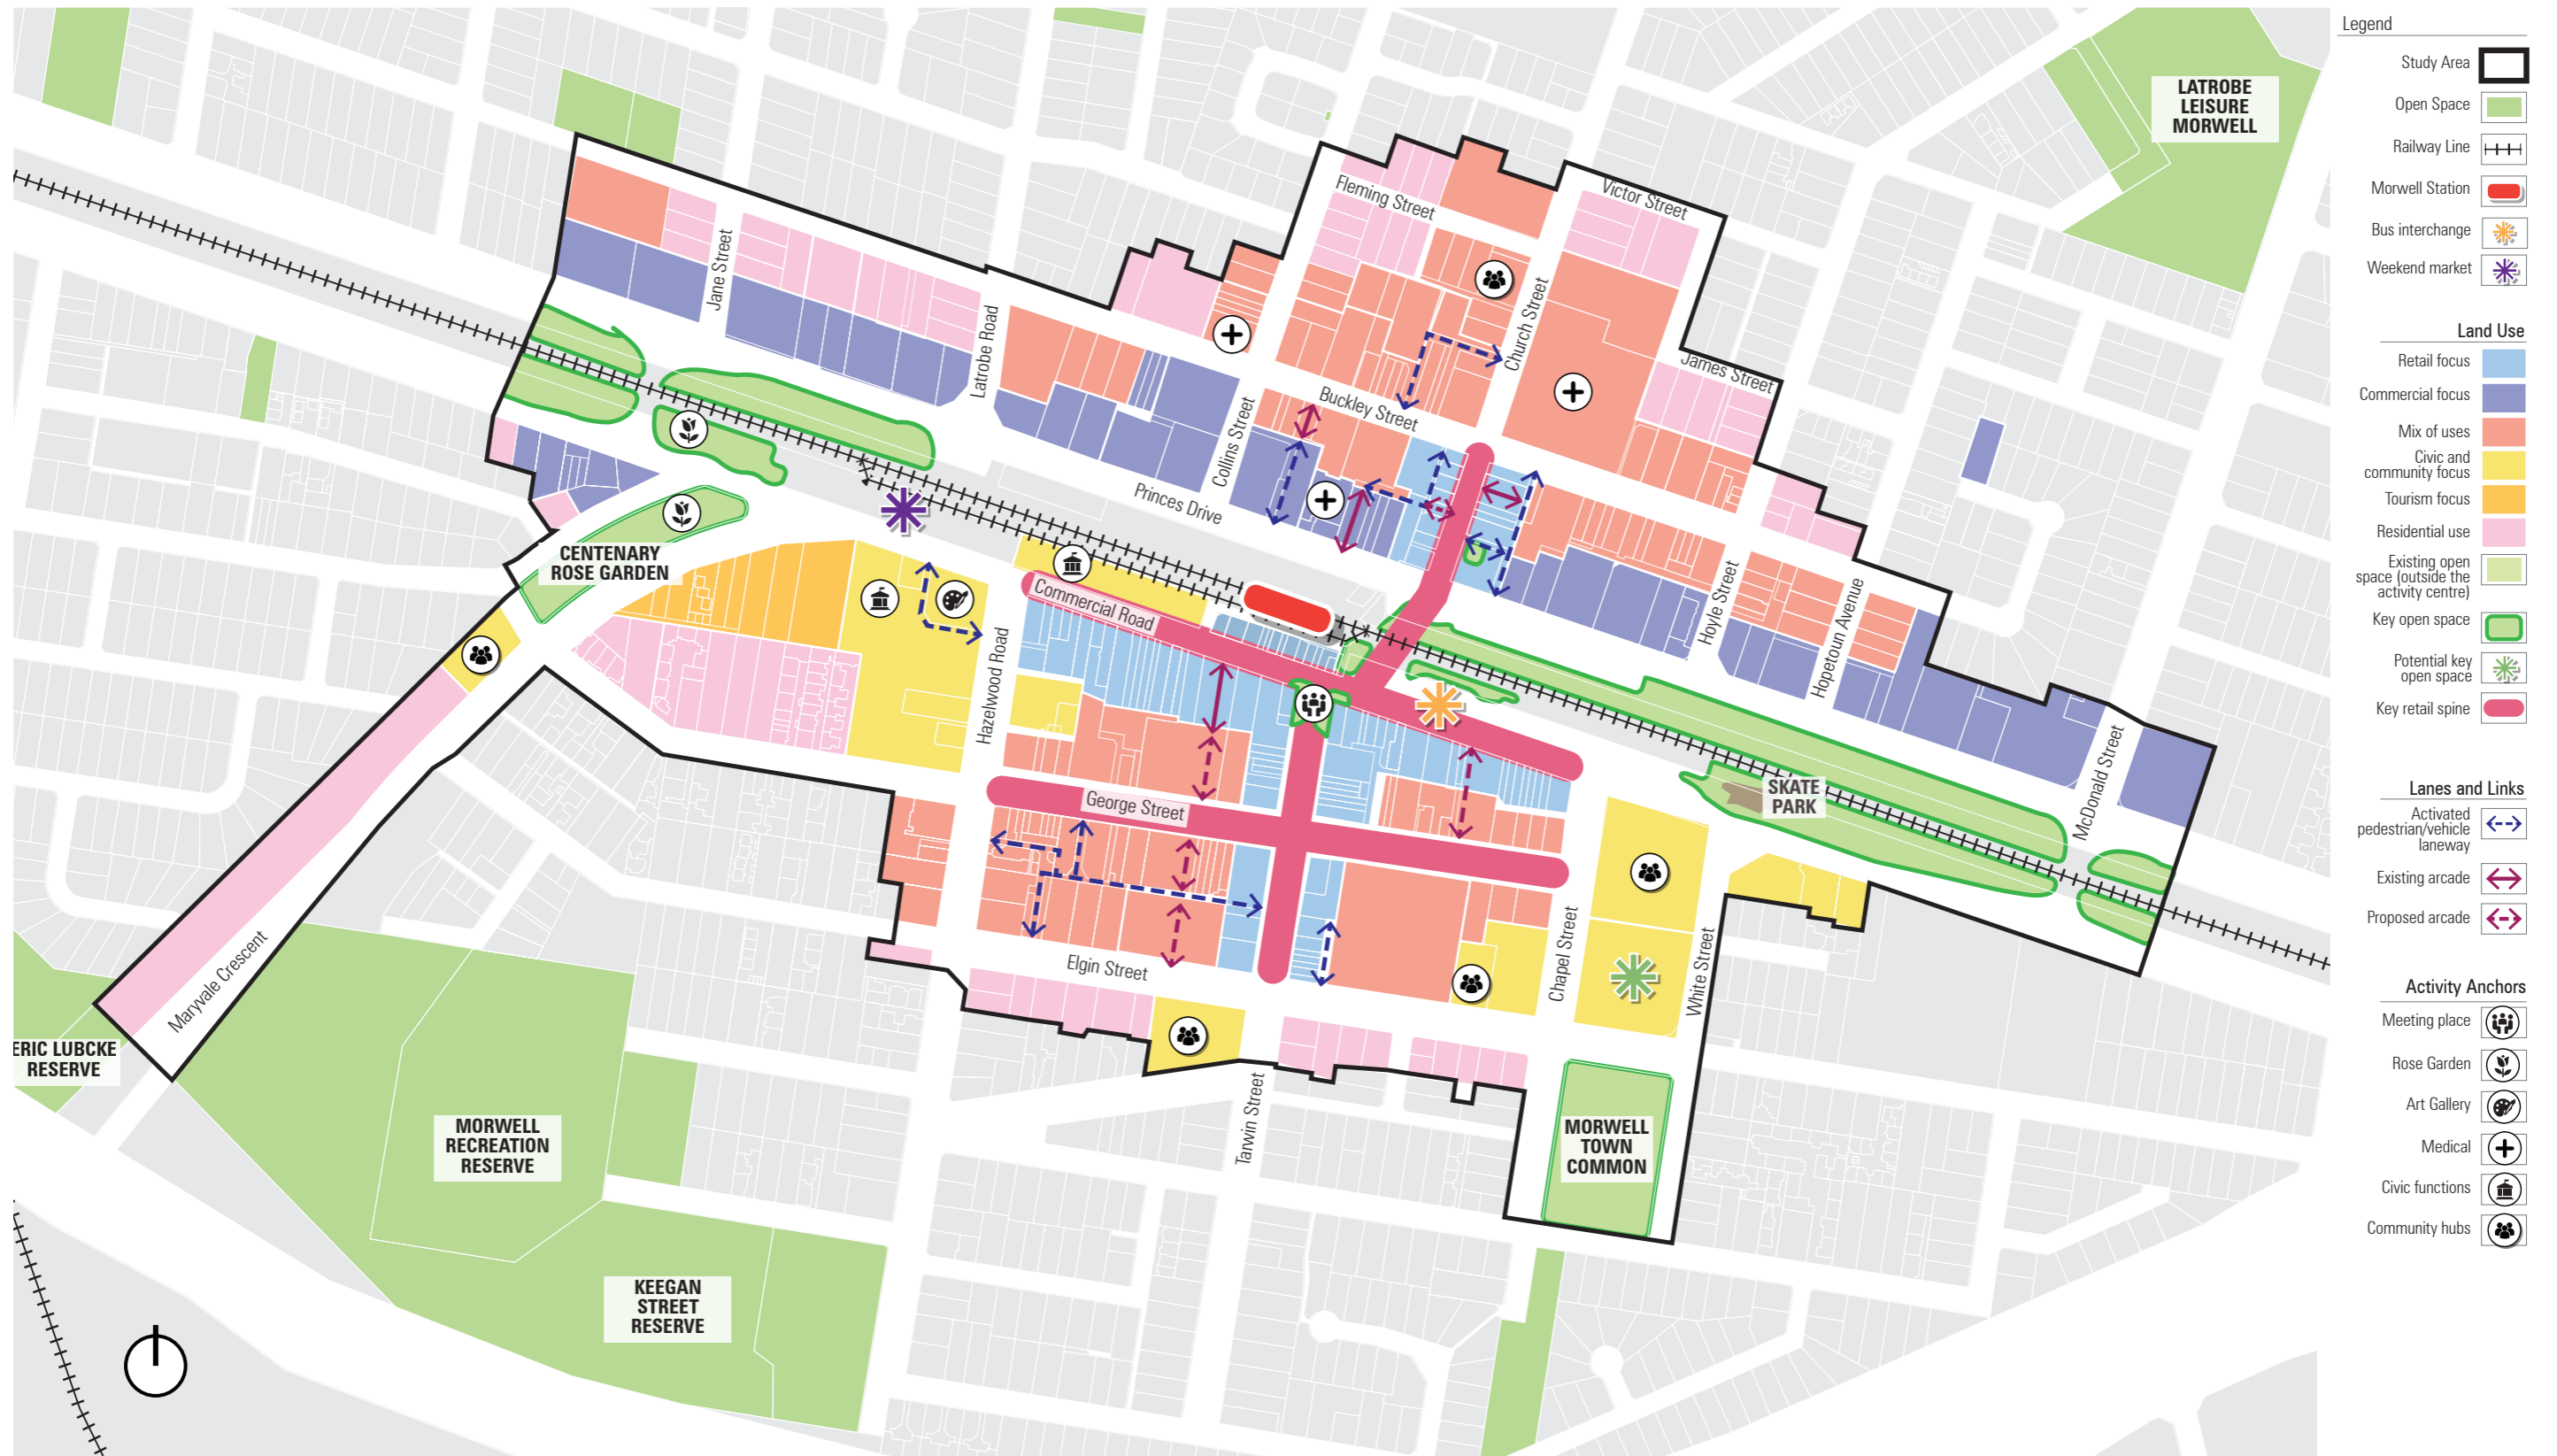 Legend
Study Area
Open Space
Railway Line
Morwell Station
Bus interchange
Weekend market
Land Use
Retail focus
Commercial focus
Mix of uses
Civic and
community focus
Tourism focus
Residential use
Existing open
space (outside the
activity centre)
Key open space
Potential key
open space
Key retail spine
Lanes and Links
Activated
pedestrian/vehicle
laneway
Existing arcade
Proposed arcade
Activity Anchors
Meeting place
Rose Garden
Art Gallery
Medical
Civic functions
Community hubs
LATROBE
LEISURE
MORWELL
Fleming Street
Victor Street
Jane Street
Latrobe Road
Church Street
James Street
Buckley Street
Collins Street
Princes Drive
CENTENARY
ROSE GARDEN
Commercial Road
Hazelwood Road
Hoyle Street
Hopetoun Avenue
McDonald Street
SKATE
PARK
George Street
Elgin Street
Chapel Street
White Street
Maryvale Crescent
ERIC LUBCKE
RESERVE
MORWELL
RECREATION
RESERVE
Tarwin Street
MORWELL
TOWN
COMMON
KEEGAN
STREET
RESERVE